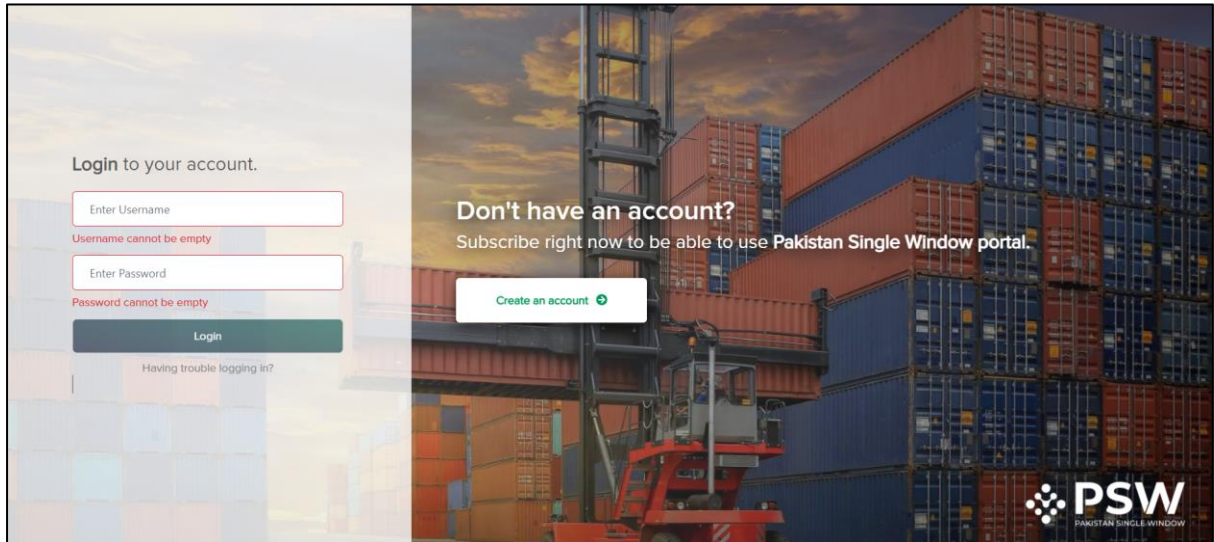 Login to your account.
Enter Username
Username cannot be empty
Enter Password
Password cannot be empty
Login
Having trouble logging in?
Don't have an account?
Subscribe right now to be able to use Pakistan Single Window portal.
Create an account
PSW
PAKISTAN SINGLE WINDOW